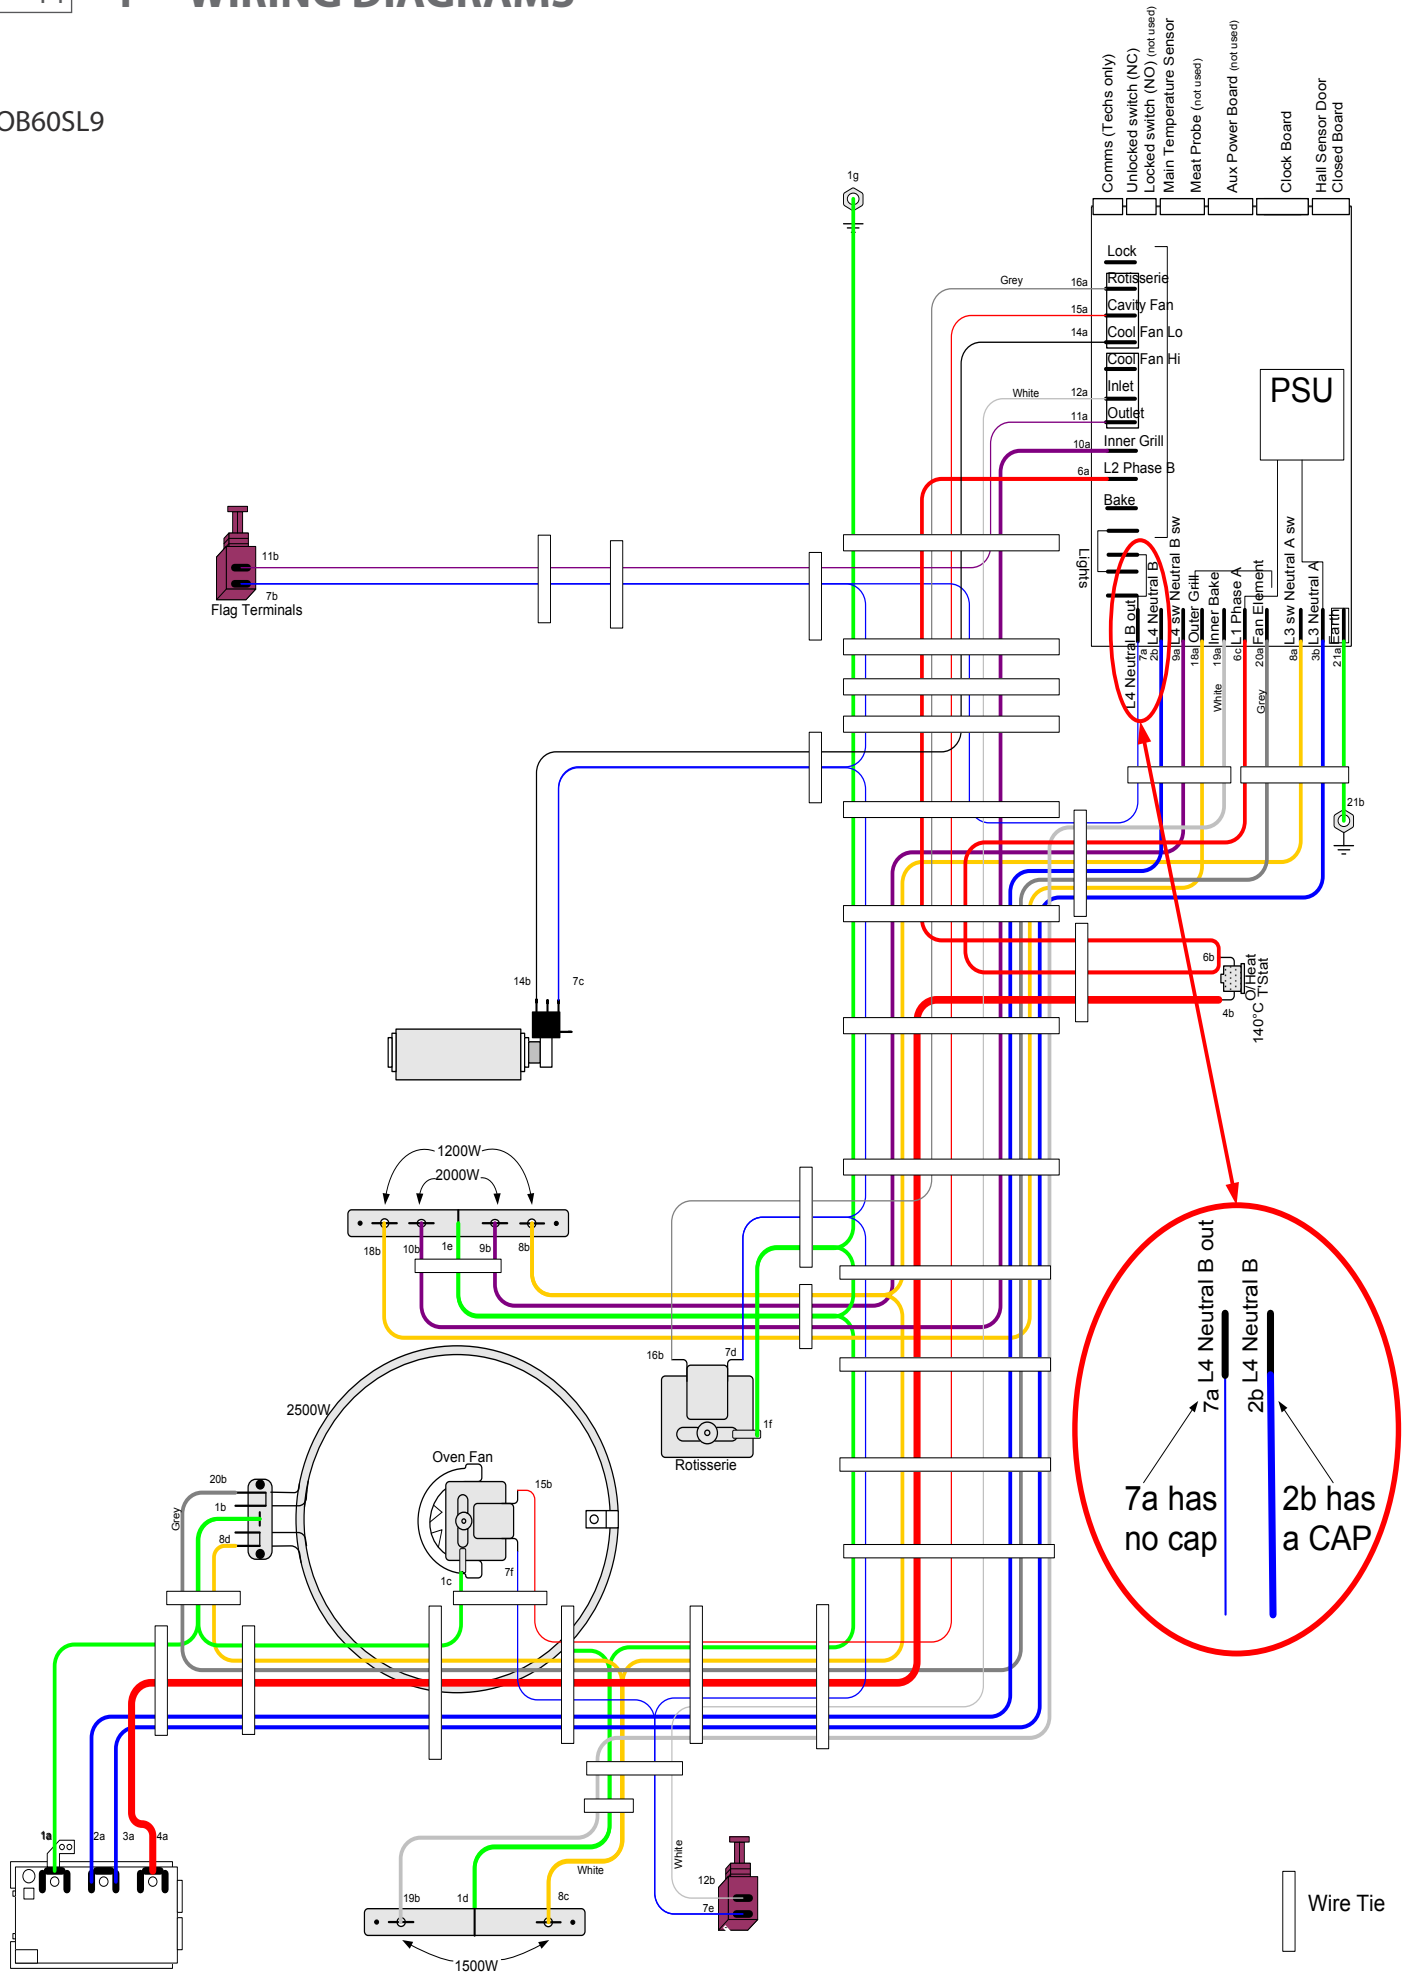 WIRING DIAGRAMS
OB60SL9
Comms (Techs only)
Unlocked switch (NC)
Locked switch (NO) (not used)
Main Temperature Sensor
Meat Probe (not used)
Aux Power Board (not used)
Clock Board
Hall Sensor Door
Closed Board
1g
Lock
Grey
16a
Rotisserie
15a
Cavity Fan
14a
Cool Fan Lo
Cool Fan Hi
White
12a
Inlet
11a
Outlet
10a
Inner Grill
6a
L2 Phase B
Bake
PSU
Lights
L4 Neutral B out
L4 Neutral B
L4 sw Neutral B sw
Outer Grill
Inner Bake
L1 Phase A
Fan Element
L3 sw Neutral A sw
L3 Neutral A
Earth
7a
2b
9a
18a
19a
6c
20a
8a
3b
21a
White
Grey
11b
7b
Flag Terminals
21b
6b
4b
O/Heat
140°C T'Stat
14b
7c
1200W
2000W
18b
10b
1e
9b
8b
16b
7d
1f
Rotisserie
2500W
Oven Fan
20b
1b
8d
Grey
15b
1c
7f
7a L4 Neutral B out
2b L4 Neutral B
7a has
no cap
2b has
a CAP
1a
2a
3a
4a
White
White
19b
1d
8c
1500W
12b
7e
Wire Tie